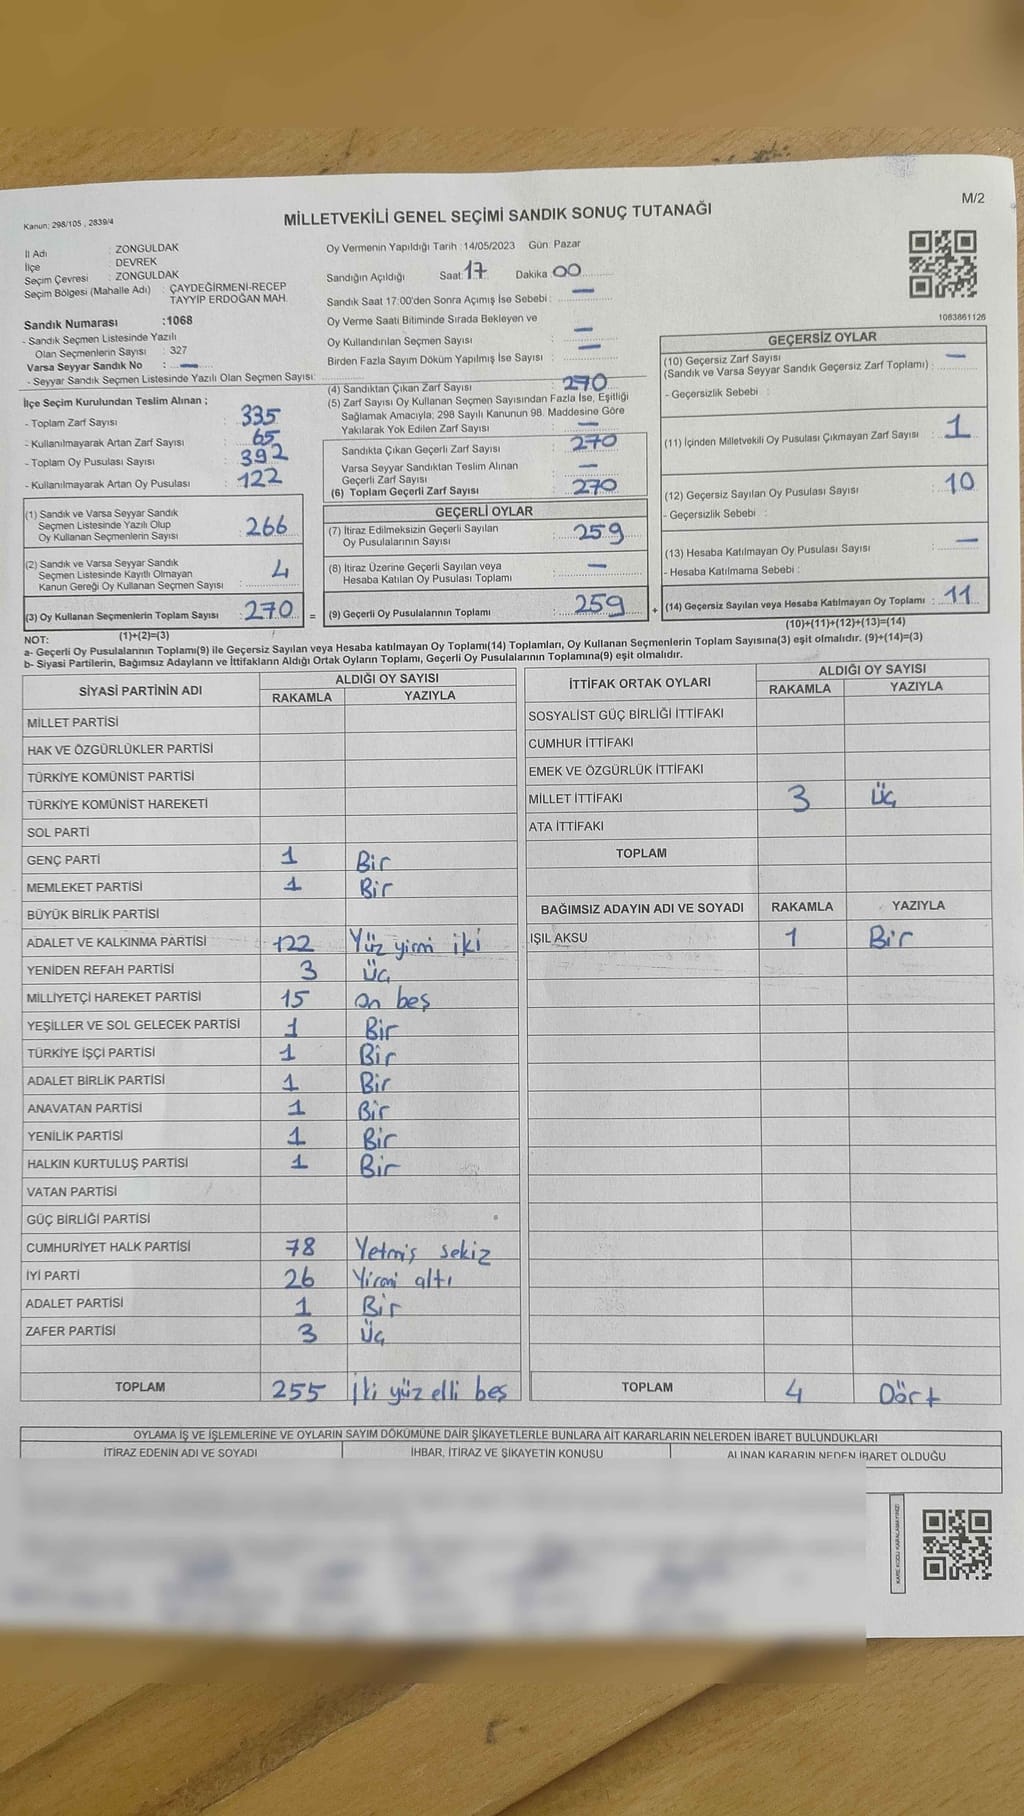 M/2
Kanun: 298/105 , 2839/4
MİLLETVEKİLİ GENEL SEÇİMİ SANDIK SONUÇ TUTANAĞI
İl Adı : ZONGULDAK
İlçe : DEVREK
Seçim Çevresi : ZONGULDAK
Seçim Bölgesi (Mahalle Adı) : ÇAYDEĞİRMENİ-RECEP
TAYYİP ERDOĞAN MAH.
Sandık Numarası :1068
- Sandık Seçmen Listesinde Yazılı
Olan Seçmenlerin Sayısı : 327
Varsa Seyyar Sandık No : —
- Seyyar Sandık Seçmen Listesinde Yazılı Olan Seçmen Sayısı:
İlçe Seçim Kurulundan Teslim Alınan ;
- Toplam Zarf Sayısı : 335
- Kullanılmayarak Artan Zarf Sayısı : 65
- Toplam Oy Pusulası Sayısı : 392
- Kullanılmayarak Artan Oy Pusulası : 122
(1) Sandık ve Varsa Seyyar Sandık
Seçmen Listesinde Yazılı Olup
Oy Kullanan Seçmenlerin Sayısı : 266
(2) Sandık ve Varsa Seyyar Sandık
Seçmen Listesinde Kayıtlı Olmayan
Kanun Gereği Oy Kullanan Seçmen Sayısı : 4
(3) Oy Kullanan Seçmenlerin Toplam Sayısı : 270 =
(1)+(2)=(3)
Oy Vermenin Yapıldığı Tarih :14/05/2023 Gün: Pazar
Sandığın Açıldığı Saat: 17 Dakika 00
Sandık Saat 17:00'den Sonra Açımış İse Sebebi : —
Oy Verme Saati Bitiminde Sırada Bekleyen ve
Oy Kullandırılan Seçmen Sayısı : —
Birden Fazla Sayım Döküm Yapılmış İse Sayısı : —
(4) Sandıktan Çıkan Zarf Sayısı : 270
(5) Zarf Sayısı Oy Kullanan Seçmen Sayısından Fazla İse, Eşitliği
Sağlamak Amacıyla; 298 Sayılı Kanunun 98. Maddesine Göre
Yakılarak Yok Edilen Zarf Sayısı : —
Sandıkta Çıkan Geçerli Zarf Sayısı : 270
Varsa Seyyar Sandıktan Teslim Alınan
Geçerli Zarf Sayısı : —
(6) Toplam Geçerli Zarf Sayısı : 270
GEÇERLİ OYLAR
(7) İtiraz Edilmeksizin Geçerli Sayılan
Oy Pusulalarının Sayısı : 259
(8) İtiraz Üzerine Geçerli Sayılan veya
Hesaba Katılan Oy Pusulası Toplamı : —
(9) Geçerli Oy Pusulalarının Toplamı : 259 +
1063861126
GEÇERSİZ OYLAR
(10) Geçersiz Zarf Sayısı : —
(Sandık ve Varsa Seyyar Sandık Geçersiz Zarf Toplamı) :
- Geçersizlik Sebebi :
(11) İçinden Milletvekili Oy Pusulası Çıkmayan Zarf Sayısı : 1
(12) Geçersiz Sayılan Oy Pusulası Sayısı : 10
- Geçersizlik Sebebi :
(13) Hesaba Katılmayan Oy Pusulası Sayısı : —
- Hesaba Katılmama Sebebi :
(14) Geçersiz Sayılan veya Hesaba Katılmayan Oy Toplamı : 11
(10)+(11)+(12)+(13)=(14)
NOT:
a- Geçerli Oy Pusulalarının Toplamı(9) ile Geçersiz Sayılan veya Hesaba katılmayan Oy Toplamı(14) Toplamları, Oy Kullanan Seçmenlerin Toplam Sayısına(3) eşit olmalıdır. (9)+(14)=(3)
b- Siyasi Partilerin, Bağımsız Adayların ve İttifakların Aldığı Ortak Oyların Toplamı, Geçerli Oy Pusulalarının Toplamına(9) eşit olmalıdır.
SİYASİ PARTİNİN ADI ALDIĞI OY SAYISI
RAKAMLA YAZIYLA
MİLLET PARTİSİ
HAK VE ÖZGÜRLÜKLER PARTİSİ
TÜRKİYE KOMÜNİST PARTİSİ
TÜRKİYE KOMÜNİST HAREKETİ
SOL PARTİ
GENÇ PARTİ 1 Bir
MEMLEKET PARTİSİ 1 Bir
BÜYÜK BİRLİK PARTİSİ
ADALET VE KALKINMA PARTİSİ 122 Yüz yirmi iki
YENİDEN REFAH PARTİSİ 3 Üç
MİLLİYETÇİ HAREKET PARTİSİ 15 On beş
YEŞİLLER VE SOL GELECEK PARTİSİ 1 Bir
TÜRKİYE İŞÇİ PARTİSİ 1 Bir
ADALET BİRLİK PARTİSİ 1 Bir
ANAVATAN PARTİSİ 1 Bir
YENİLİK PARTİSİ 1 Bir
HALKIN KURTULUŞ PARTİSİ 1 Bir
VATAN PARTİSİ
GÜÇ BİRLİĞİ PARTİSİ
CUMHURİYET HALK PARTİSİ 78 Yetmiş sekiz
İYİ PARTİ 26 Yirmi altı
ADALET PARTİSİ 1 Bir
ZAFER PARTİSİ 3 Üç
TOPLAM 255 İki yüz elli beş
İTTİFAK ORTAK OYLARI ALDIĞI OY SAYISI
RAKAMLA YAZIYLA
SOSYALİST GÜÇ BİRLİĞİ İTTİFAKI
CUMHUR İTTİFAKI
EMEK VE ÖZGÜRLÜK İTTİFAKI
MİLLET İTTİFAKI 3 Üç
ATA İTTİFAKI
TOPLAM
BAĞIMSIZ ADAYIN ADI VE SOYADI RAKAMLA YAZIYLA
IŞIL AKSU 1 Bir
TOPLAM 4 Dört
OYLAMA İŞ VE İŞLEMLERİNE VE OYLARIN SAYIM DÖKÜMÜNE DAİR ŞİKAYETLERLE BUNLARA AİT KARARLARIN NELERDEN İBARET BULUNDUKLARI
İTİRAZ EDENİN ADI VE SOYADI İHBAR, İTİRAZ VE ŞİKAYETİN KONUSU ALINAN KARARIN NEDEN İBARET OLDUĞU